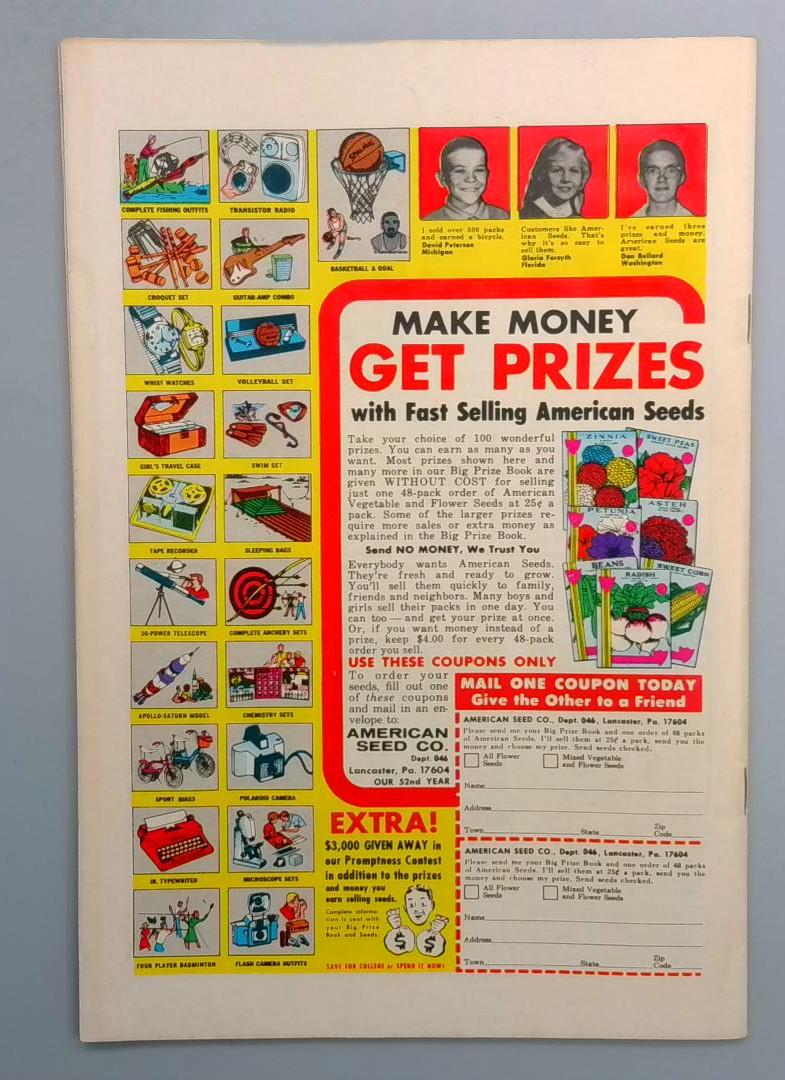 COMPLETE FISHING OUTFITS
TRANSISTOR RADIO
SPALDING
Barry
Chamberlain
BASKETBALL & GOAL
I sold over 500 packs
and earned a bicycle.
David Peterson
Michigan
Customers like Amer-
ican Seeds. That's
why it's so easy to
sell them.
Gloria Forsyth
Florida
I've earned three
prizes and money.
American Seeds are
great.
Dan Bullard
Washington
CROQUET SET
GUITAR-AMP COMBO
WRIST WATCHES
VOLLEYBALL SET
GIRL'S TRAVEL CASE
SWIM SET
TAPE RECORDER
SLEEPING BAGS
30-POWER TELESCOPE
COMPLETE ARCHERY SETS
APOLLO-SATURN MODEL
CHEMISTRY SETS
SPORT BIKES
POLAROID CAMERA
JR. TYPEWRITER
MICROSCOPE SETS
FOUR PLAYER BADMINTON
FLASH CAMERA OUTFITS
MAKE MONEY
GET PRIZES
with Fast Selling American Seeds
Take your choice of 100 wonderful
prizes. You can earn as many as you
want. Most prizes shown here and
many more in our Big Prize Book are
given WITHOUT COST for selling
just one 48-pack order of American
Vegetable and Flower Seeds at 25¢ a
pack. Some of the larger prizes re-
quire more sales or extra money as
explained in the Big Prize Book.
Send NO MONEY, We Trust You
Everybody wants American Seeds.
They're fresh and ready to grow.
You'll sell them quickly to family,
friends and neighbors. Many boys and
girls sell their packs in one day. You
can too — and get your prize at once.
Or, if you want money instead of a
prize, keep $4.00 for every 48-pack
order you sell.
ZINNIA
SWEET PEAS
PETUNIA
ASTER
BEANS
RADISH
SWEET CORN
USE THESE COUPONS ONLY
To order your
seeds, fill out one
of these coupons
and mail in an en-
velope to:
AMERICAN
SEED CO.
Dept. 046
Lancaster, Pa. 17604
OUR 52nd YEAR
MAIL ONE COUPON TODAY
Give the Other to a Friend
AMERICAN SEED CO., Dept. 046, Lancaster, Pa. 17604
Please send me your Big Prize Book and one order of 48 packs
of American Seeds. I'll sell them at 25¢ a pack, send you the
money and choose my prize. Send seeds checked.
All Flower
Seeds
Mixed Vegetable
and Flower Seeds
Name
Address
Town State Zip Code
AMERICAN SEED CO., Dept. 046, Lancaster, Pa. 17604
Please send me your Big Prize Book and one order of 48 packs
of American Seeds. I'll sell them at 25¢ a pack, send you the
money and choose my prize. Send seeds checked.
All Flower
Seeds
Mixed Vegetable
and Flower Seeds
Name
Address
Town State Zip Code
EXTRA!
$3,000 GIVEN AWAY in
our Promptness Contest
in addition to the prizes
and money you
earn selling seeds.
Complete informa-
tion is sent with
your Big Prize
Book and Seeds.
$ $
SAVE FOR COLLEGE or SPEND IT NOW!